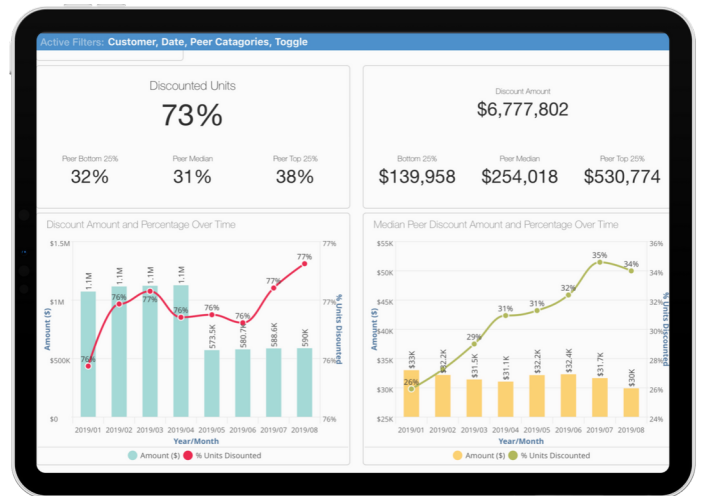 Active Filters: Customer, Date, Peer Catagories, Toggle
Discounted Units
73%
Peer Bottom 25%
Peer Median
Peer Top 25%
32%
31%
38%
Discount Amount
$6,777,802
Bottom 25%
Peer Median
Peer Top 25%
$139,958
$254,018
$530,774
Discount Amount and Percentage Over Time
$1.5M
$1M
$500K
$0
Amount ($)
77%
77%
76%
76%
% Units Disounted
1.1M
1.1M
1.1M
1.1M
573.5K
580.7K
588.6K
590K
76%
76%
77%
76%
76%
76%
77%
77%
2019/01 2019/02 2019/03 2019/04 2019/05 2019/06 2019/07 2019/08
Year/Month
Amount ($) % Units Disounted
Median Peer Discount Amount and Percentage Over Time
$55K
$50K
$45K
$40K
$35K
$30K
$25K
Amount ($)
36%
34%
32%
30%
28%
26%
24%
% Units Discounted
$33K
$32.2K
$31.5K
$31.1K
$32.2K
$32.4K
$31.7K
$30K
26%
29%
31%
31%
32%
35%
34%
2019/01 2019/02 2019/03 2019/04 2019/05 2019/06 2019/07 2019/08
Year/Month
Amount ($) % Units Discounted